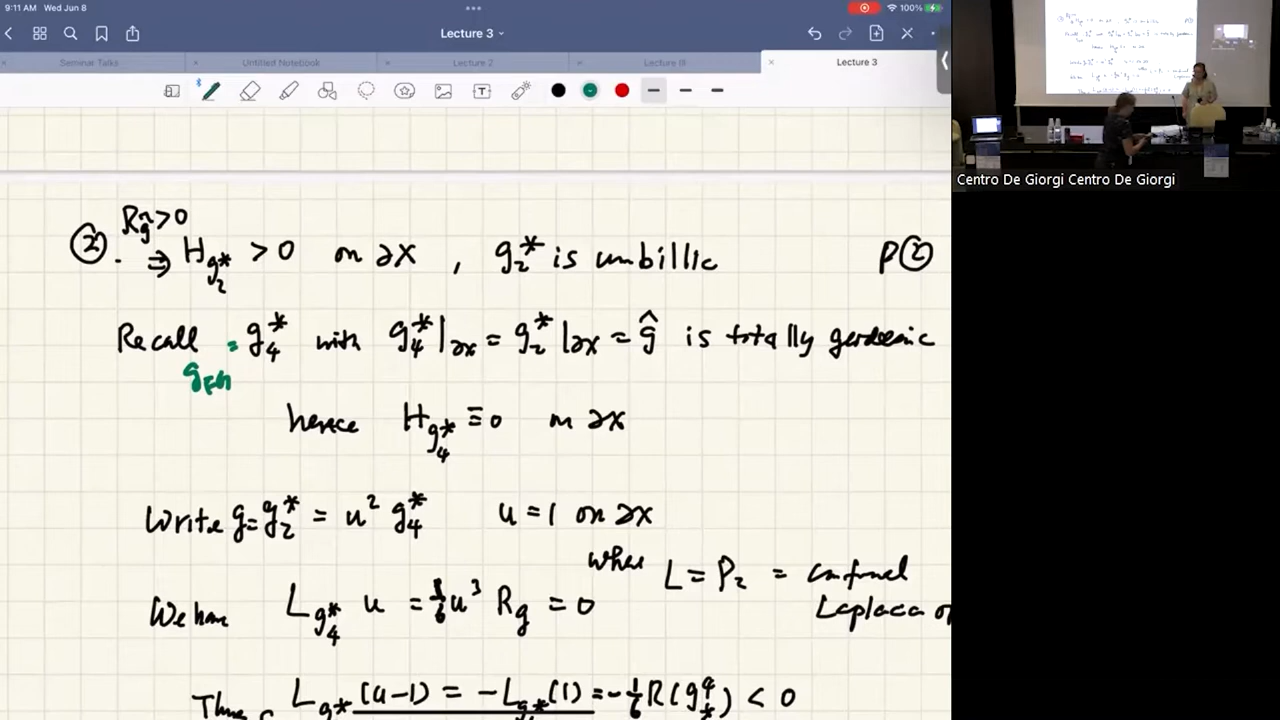 9:11 AM Wed Jun 8
100%
Lecture 3
Seminar Talks
Untitled Notebook
Lecture 2
Lecture III
Lecture 3
Centro De Giorgi Centro De Giorgi
R_ĝ > 0
② . ⇒ H_{g_2^*} > 0 on ∂X , g_2^* is umbillic P②
Recall = g_4^* with g_4^*|_∂X = g_2^*|_∂X = ĝ is totally geodesic
hence H_{g_4^*} ≡ 0 on ∂X
Write g = g_2^* = u^2 g_4^* u = 1 on ∂X
where L = P_2 = conformal
Laplacian
We have L_{g_4^*} u = 1/6 u^3 R_g = 0
Thus L_{g_4^*} (u-1) = -L_{g_4^*} (1) = -1/6 R(g_*^4) < 0